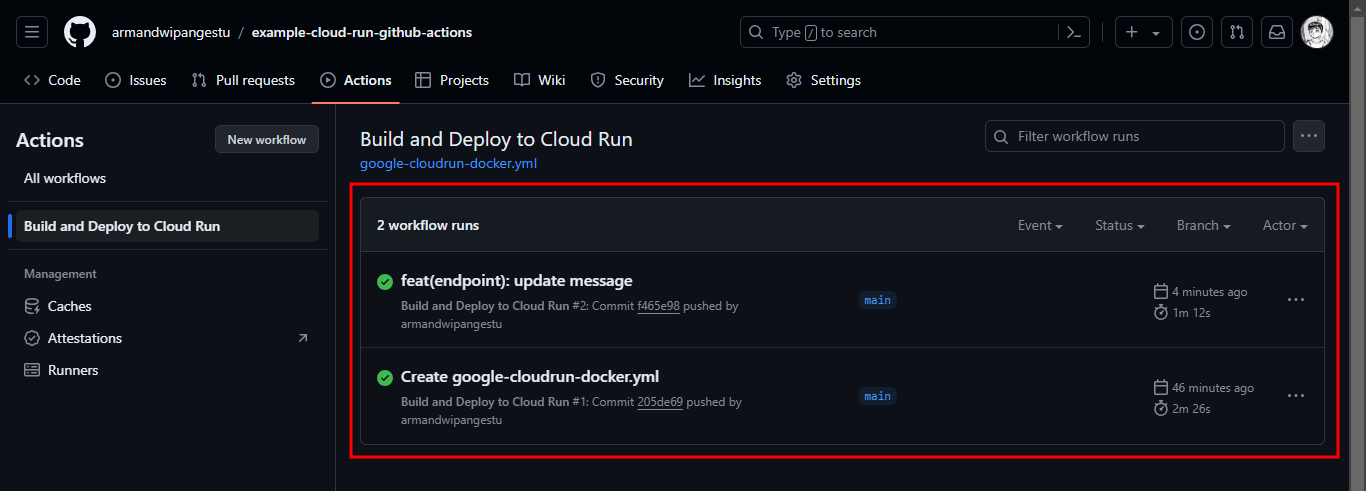 armandwipangestu / example-cloud-run-github-actions
Type / to search
Code Issues Pull requests Actions Projects Wiki Security Insights Settings
Actions
New workflow
All workflows
Build and Deploy to Cloud Run
Management
Caches
Attestations
Runners
Build and Deploy to Cloud Run
google-cloudrun-docker.yml
Filter workflow runs
2 workflow runs
Event Status Branch Actor
feat(endpoint): update message
Build and Deploy to Cloud Run #2: Commit f465e98 pushed by
armandwipangestu
main
4 minutes ago
1m 12s
Create google-cloudrun-docker.yml
Build and Deploy to Cloud Run #1: Commit 205de69 pushed by
armandwipangestu
main
46 minutes ago
2m 26s